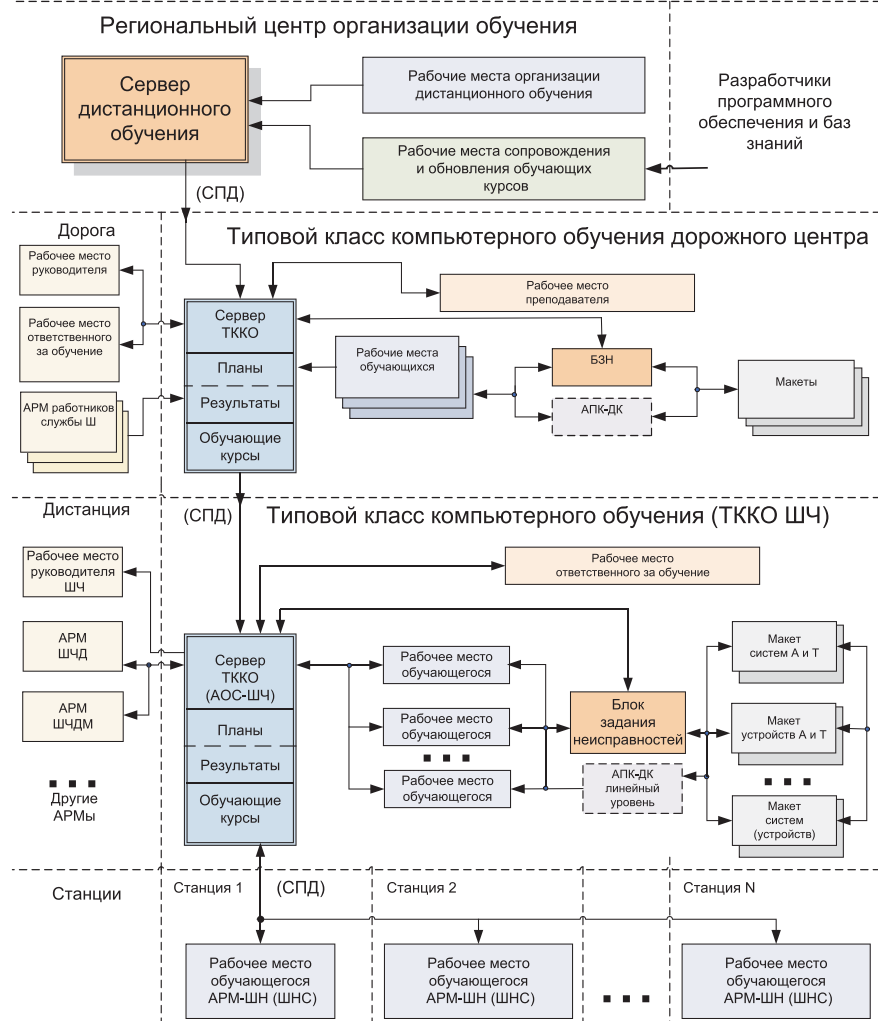 Региональный центр организации обучения
Сервер
дистанционного
обучения
Рабочие места организации
дистанционного обучения
Рабочие места сопровождения
и обновления обучающих
курсов
Разработчики
программного
обеспечения и баз
знаний
(СПД)
Дорога
Типовой класс компьютерного обучения дорожного центра
Рабочее место
руководителя
Рабочее место
ответственного
за обучение
АРМ работников
службы Ш
Сервер
ТККО
Планы
Результаты
Обучающие
курсы
Рабочее место
преподавателя
Рабочие места
обучающихся
БЗН
АПК-ДК
Макеты
Дистанция
(СПД)
Типовой класс компьютерного обучения (ТККО ШЧ)
Рабочее место
руководителя
ШЧ
АРМ
ШЧД
АРМ
ШЧДМ
Другие
АРМы
Сервер
ТККО
(АОС-ШЧ)
Планы
Результаты
Обучающие
курсы
Рабочее место
ответственного за обучение
Рабочее место
обучающегося
Рабочее место
обучающегося
Рабочее место
обучающегося
Блок
задания
неисправностей
АПК-ДК
линейный
уровень
Макет
систем А и Т
Макет
устройств А и Т
Макет
систем
(устройств)
Станции
Станция 1
(СПД)
Станция 2
Станция N
Рабочее место
обучающегося
АРМ-ШН (ШНС)
Рабочее место
обучающегося
АРМ-ШН (ШНС)
Рабочее место
обучающегося
АРМ-ШН (ШНС)